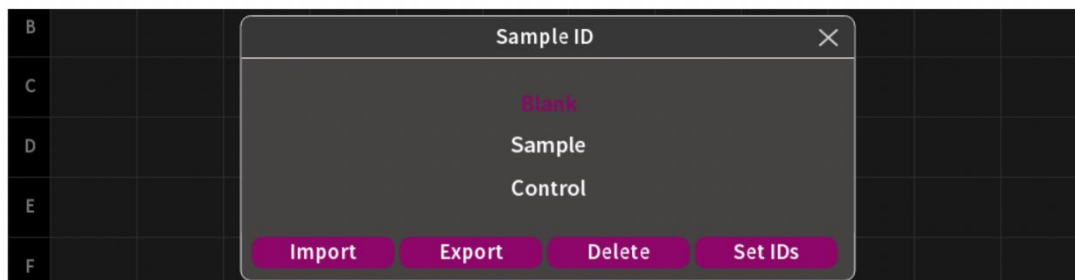 B
Sample ID
C
Blank
D
Sample
Control
E
Import Export Delete Set IDs
F